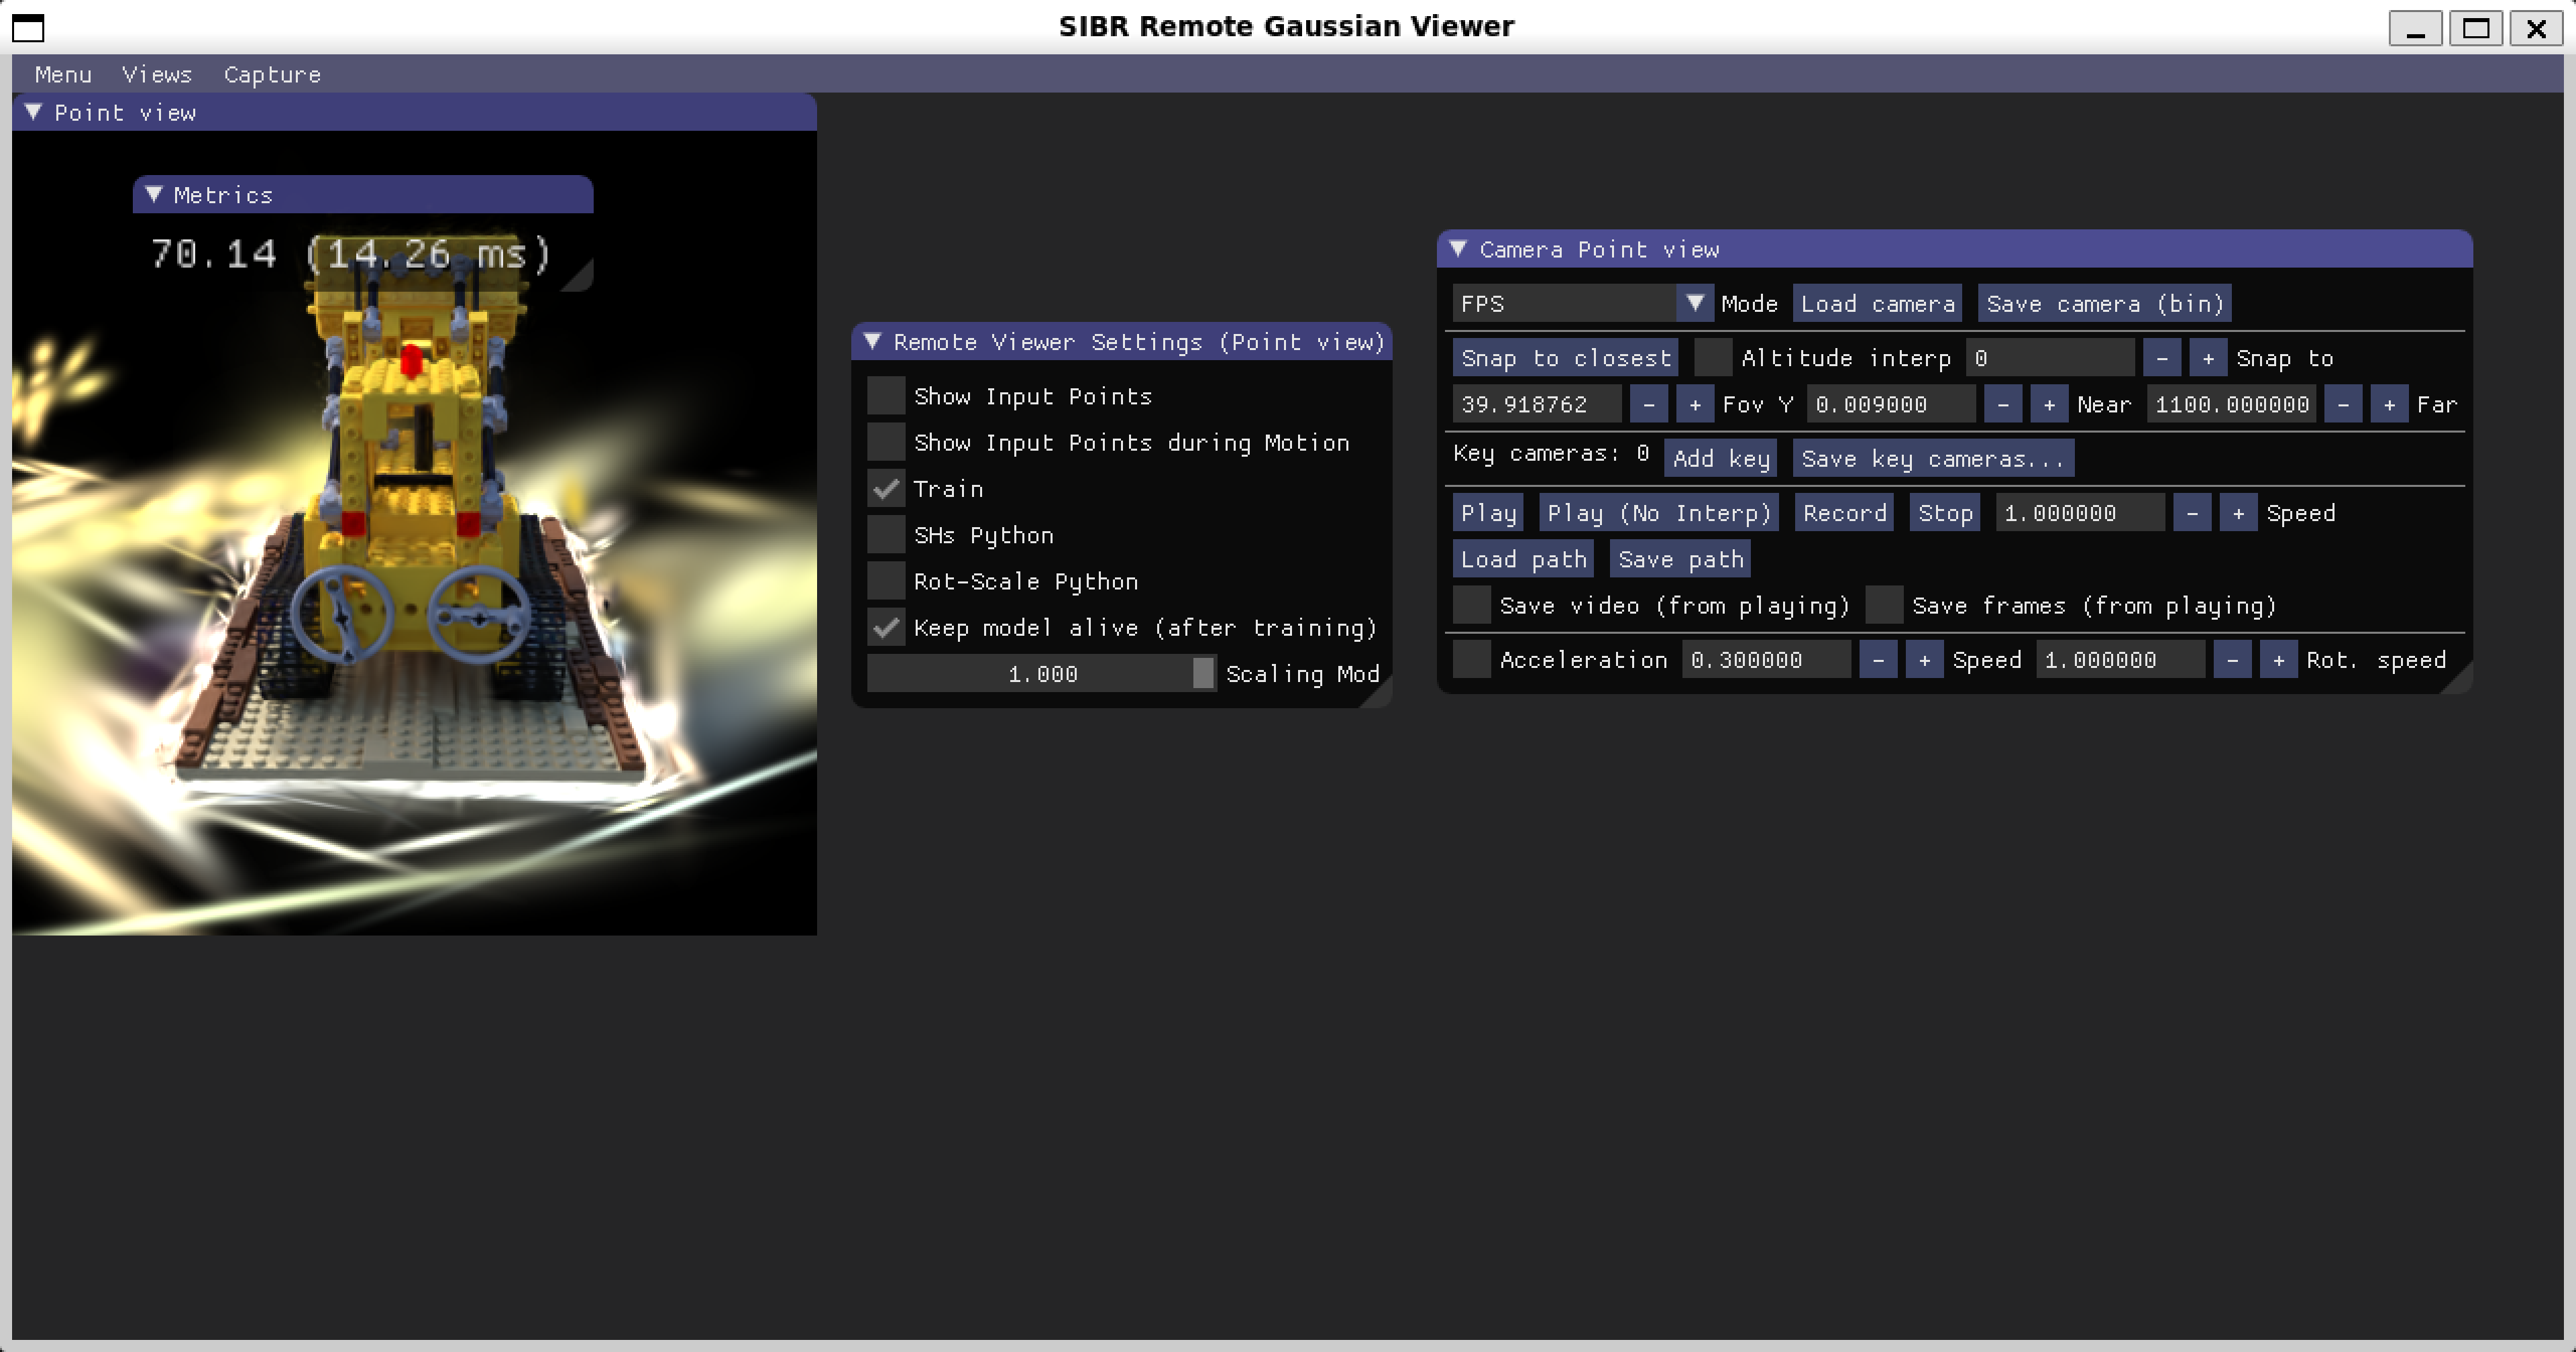 SIBR Remote Gaussian Viewer
Menu Views Capture
Point view
Metrics
70.14 (14.26 ms)
Remote Viewer Settings (Point view)
Show Input Points
Show Input Points during Motion
Train
SHs Python
Rot-Scale Python
Keep model alive (after training)
1.000 Scaling Mod
Camera Point view
FPS Mode Load camera Save camera (bin)
Snap to closest Altitude interp 0 - + Snap to
39.918762 - + Fov Y 0.009000 - + Near 1100.000000 - + Far
Key cameras: 0 Add key Save key cameras...
Play Play (No Interp) Record Stop 1.000000 - + Speed
Load path Save path
Save video (from playing) Save frames (from playing)
Acceleration 0.300000 - + Speed 1.000000 - + Rot. speed